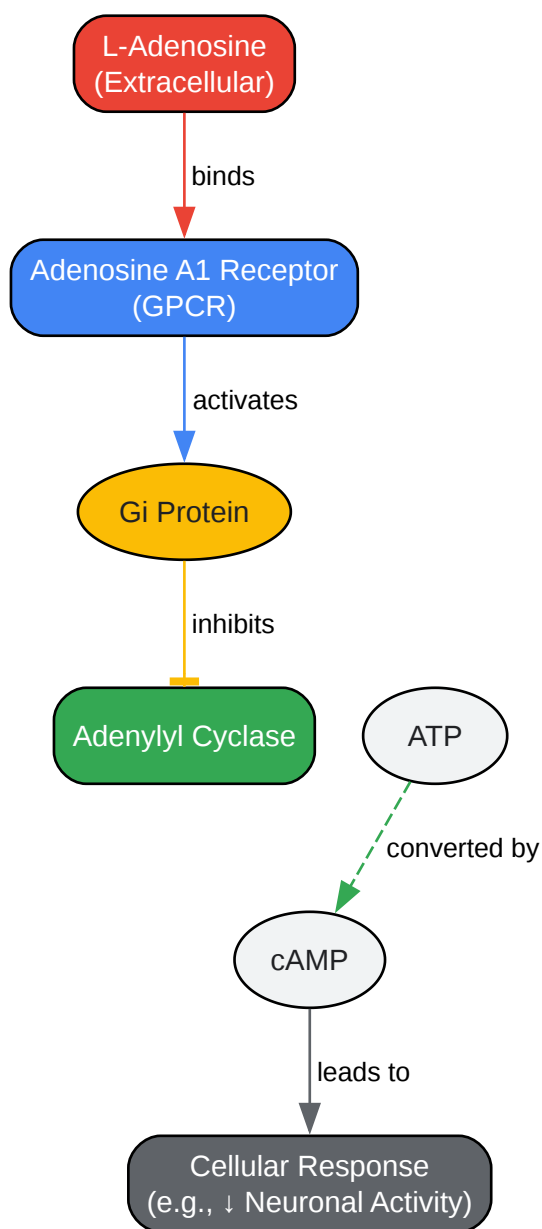 L-Adenosine
(Extracellular)
binds
Adenosine A1 Receptor
(GPCR)
activates
Gi Protein
inhibits
Adenylyl Cyclase
ATP
converted by
cAMP
leads to
Cellular Response
(e.g., ↓ Neuronal Activity)